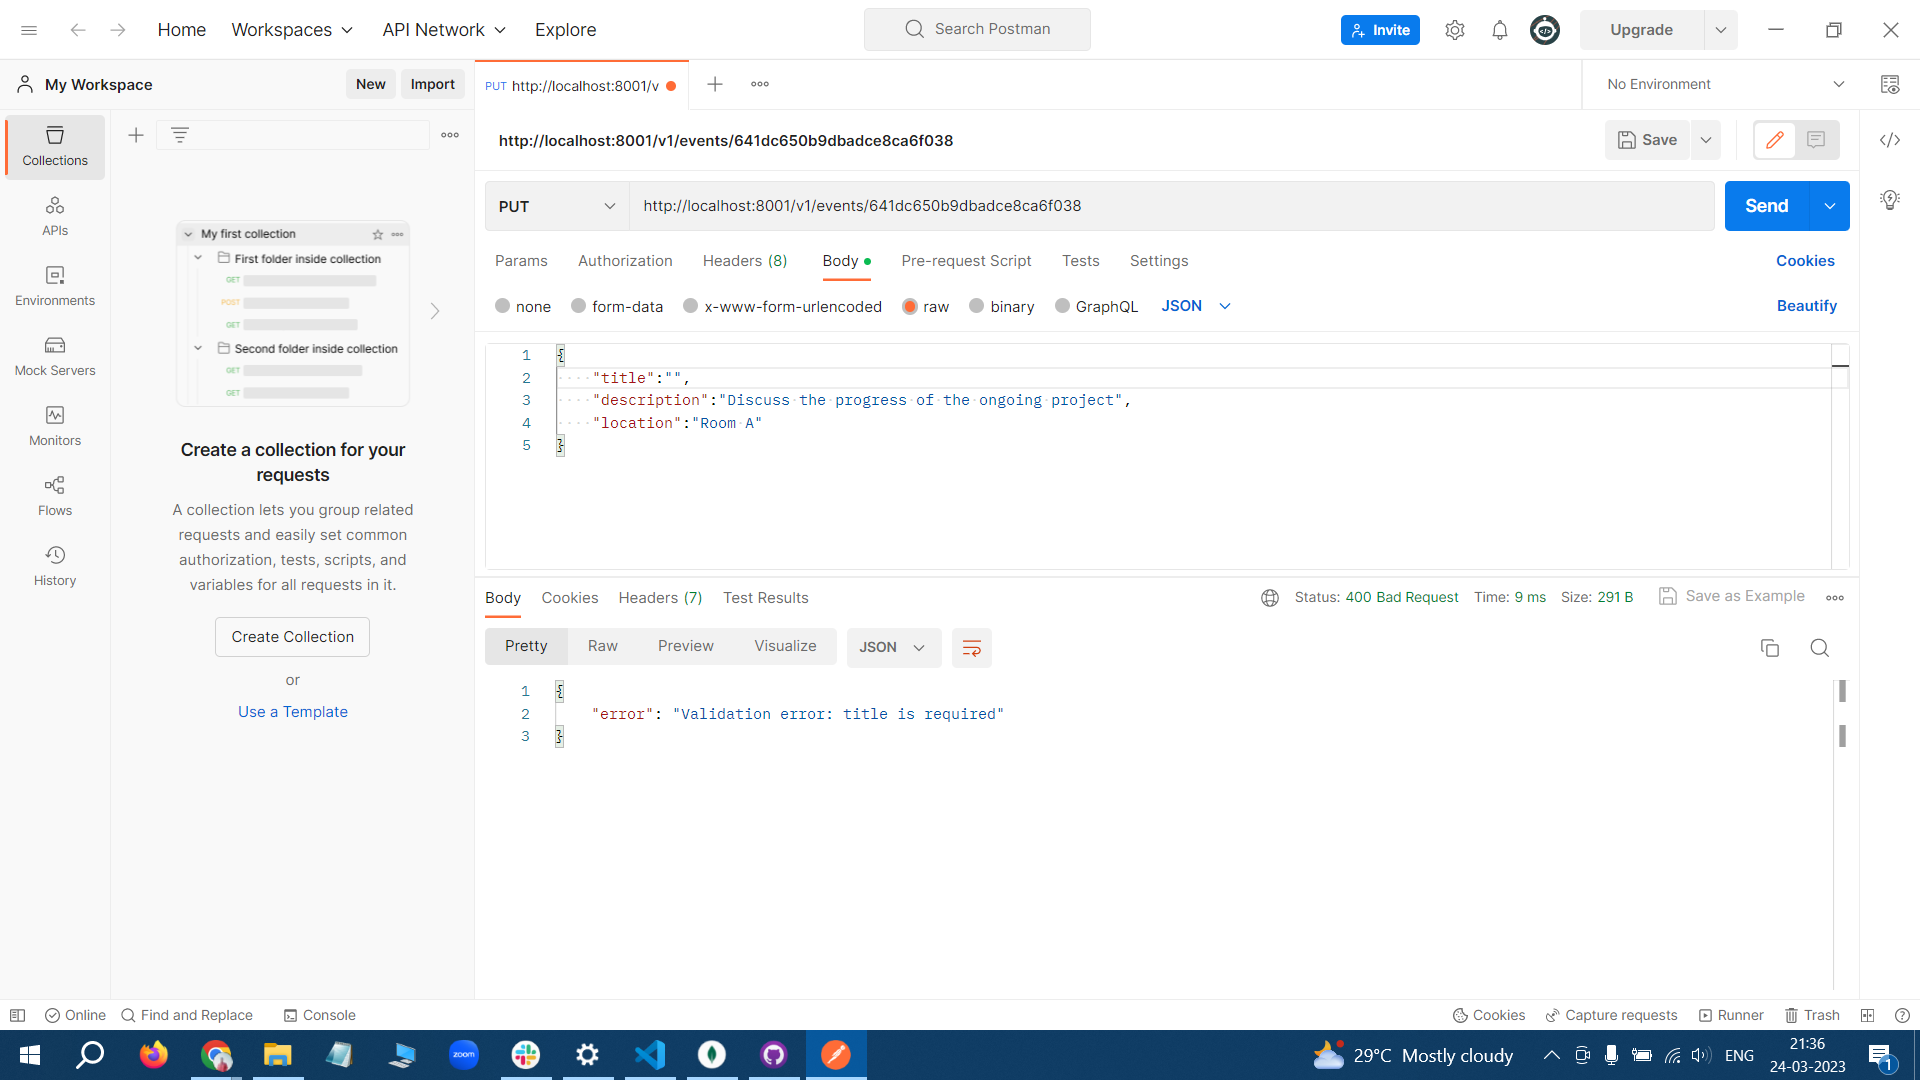 Home Workspaces API Network Explore Search Postman Invite Upgrade
My Workspace New Import PUT http://localhost:8001/v No Environment
http://localhost:8001/v1/events/641dc650b9dbadce8ca6f038 Save
Collections
APIs
Environments
Mock Servers
Monitors
Flows
History
My first collection
First folder inside collection
GET
POST
GET
Second folder inside collection
GET
GET
Create a collection for your
requests
A collection lets you group related
requests and easily set common
authorization, tests, scripts, and
variables for all requests in it.
Create Collection
or
Use a Template
PUT http://localhost:8001/v1/events/641dc650b9dbadce8ca6f038 Send
Params Authorization Headers (8) Body Pre-request Script Tests Settings Cookies
none form-data x-www-form-urlencoded raw binary GraphQL JSON Beautify
1 {
2 "title":"",
3 "description":"Discuss the progress of the ongoing project",
4 "location":"Room A"
5 }
Body Cookies Headers (7) Test Results Status: 400 Bad Request Time: 9 ms Size: 291 B Save as Example
Pretty Raw Preview Visualize JSON
1 {
2 "error": "Validation error: title is required"
3 }
Online Find and Replace Console Cookies Capture requests Runner Trash
zoom 29°C Mostly cloudy ENG 21:36
24-03-2023 1